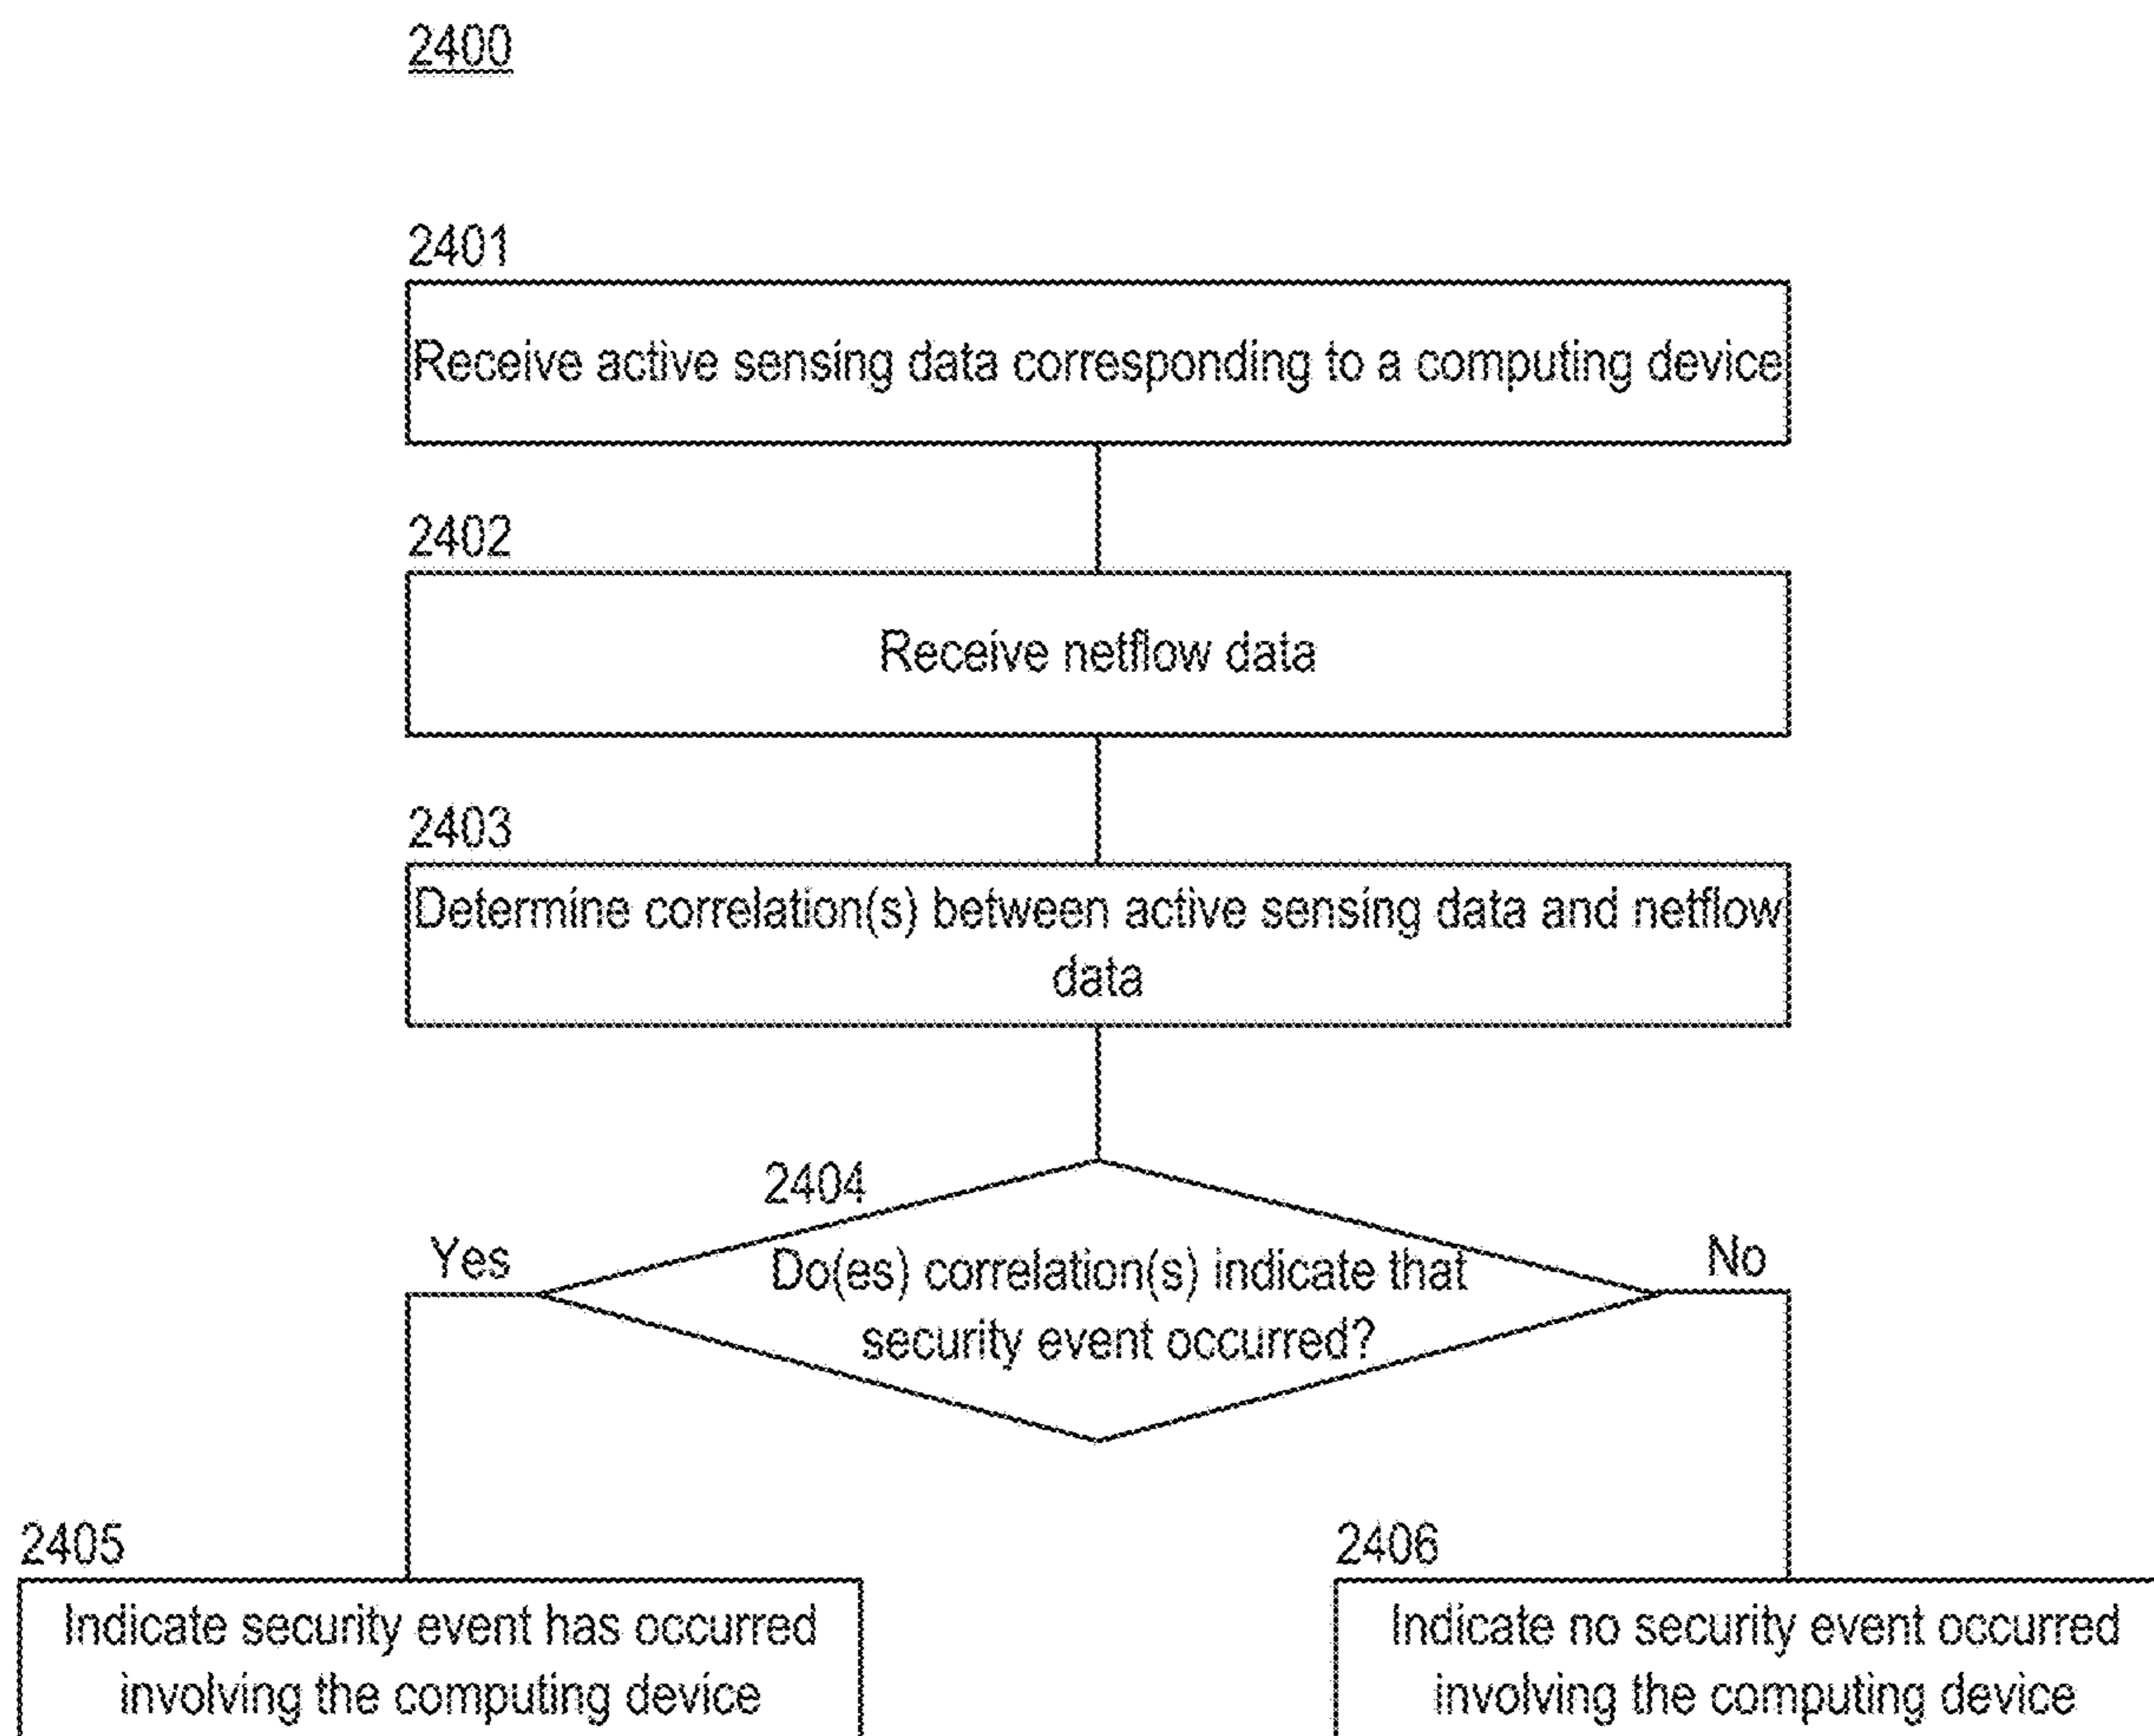 2400
2401
Receive active sensing data corresponding to a computing device
2402
Receive netflow data
2403
Determine correlation(s) between active sensing data and netflow
data
2404
Yes
No
Do(es) correlation(s) indicate that
security event occurred?
2405
Indicate security event has occurred
involving the computing device
2406
Indicate no security event occurred
involving the computing device